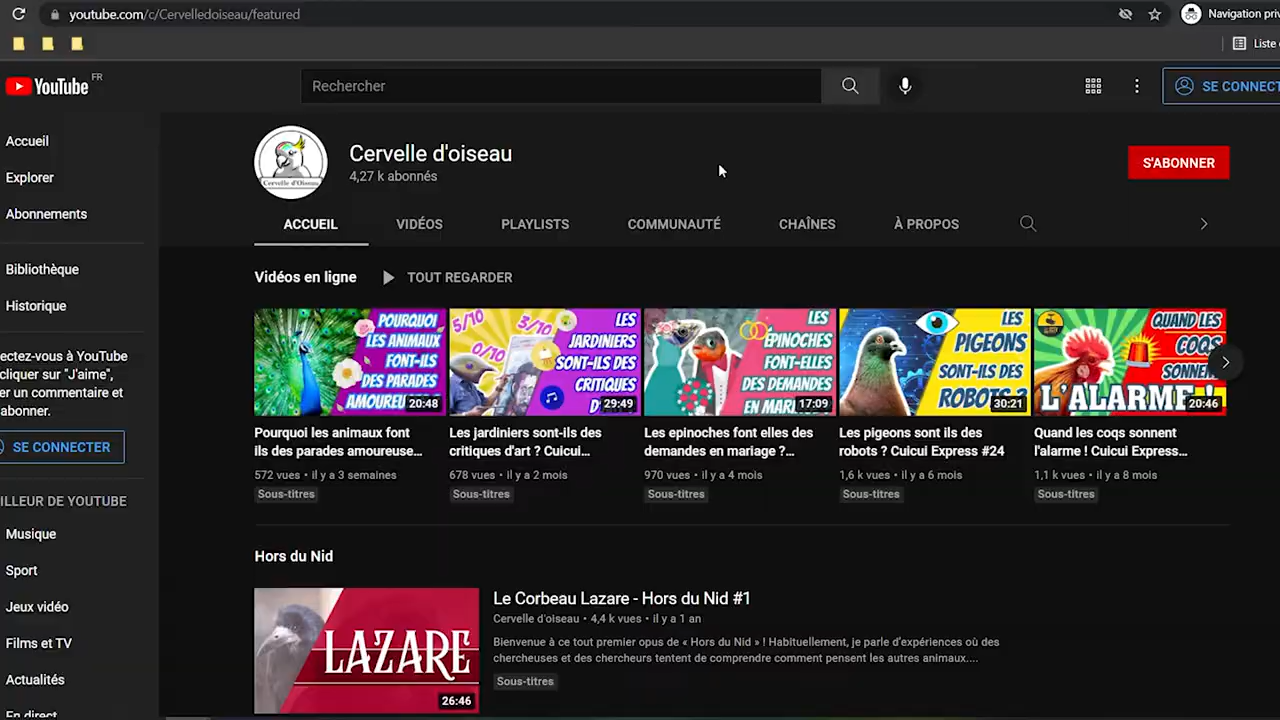 youtube.com/c/Cervelledoiseau/featured
Navigation priv
Liste
YouTube FR
Rechercher
SE CONNECT
Accueil
Explorer
Abonnements
Bibliothèque
Historique
ectez-vous à YouTube
cliquer sur "J'aime",
er un commentaire et
abonner.
SE CONNECTER
ILLEUR DE YOUTUBE
Musique
Sport
Jeux vidéo
Films et TV
Actualités
En direct
Cervelle d'Oiseau
Cervelle d'oiseau
4,27 k abonnés
S'ABONNER
ACCUEIL
VIDÉOS
PLAYLISTS
COMMUNAUTÉ
CHAÎNES
À PROPOS
Vidéos en ligne
TOUT REGARDER
POURQUOI
LES ANIMAUX
FONT-ILS
DES PARADES
AMOUREU
20:48
Pourquoi les animaux font
ils des parades amoureuse...
572 vues • il y a 3 semaines
Sous-titres
5/10
3/10
0/10
LES
JARDINIERS
SONT-ILS DES
CRITIQUES
D'
29:49
Les jardiniers sont-ils des
critiques d'art ? Cuicui...
678 vues • il y a 2 mois
Sous-titres
LES
ÉPINOCHES
FONT-ELLES
DES DEMANDES
EN MAR
17:09
Les epinoches font elles des
demandes en mariage ?...
970 vues • il y a 4 mois
Sous-titres
LES
PIGEONS
SONT-ILS DES
ROBOTS ?
30:21
Les pigeons sont ils des
robots ? Cuicui Express #24
1,6 k vues • il y a 6 mois
Sous-titres
QUAND LES
COQS
SONNEN
L'ALARME !
20:46
Quand les coqs sonnent
l'alarme ! Cuicui Express...
1,1 k vues • il y a 8 mois
Sous-titres
Hors du Nid
LAZARE
26:46
Le Corbeau Lazare - Hors du Nid #1
Cervelle d'oiseau • 4,4 k vues • il y a 1 an
Bienvenue à ce tout premier opus de « Hors du Nid » ! Habituellement, je parle d'expériences où des
chercheuses et des chercheurs tentent de comprendre comment pensent les autres animaux....
Sous-titres